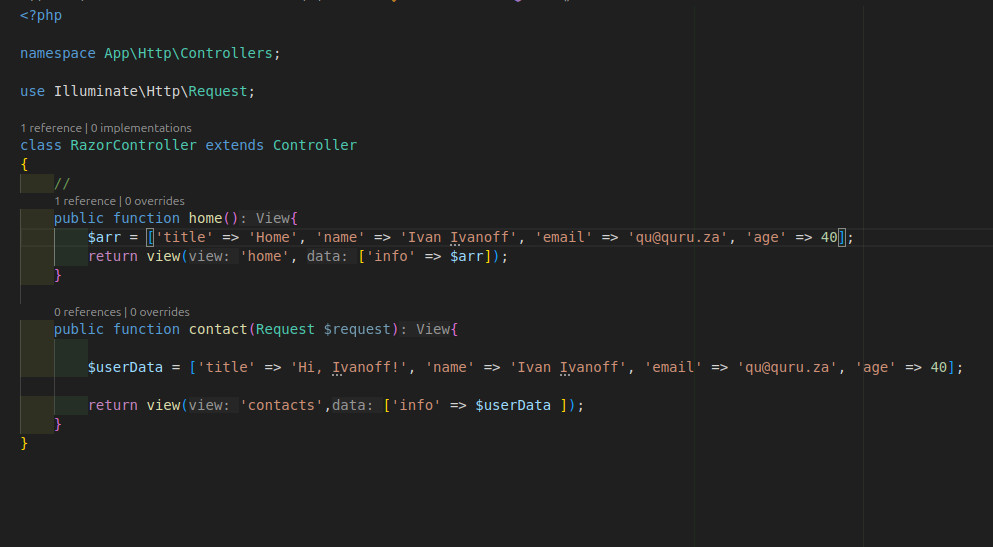 <?php
namespace App\Http\Controllers;
use Illuminate\Http\Request;
1 reference | 0 implementations
class RazorController extends Controller
{
//
1 reference | 0 overrides
public function home(): View{
$arr = ['title' => 'Home', 'name' => 'Ivan Ivanoff', 'email' => 'qu@quru.za', 'age' => 40];
return view(view: 'home', data: ['info' => $arr]);
}
0 references | 0 overrides
public function contact(Request $request): View{
$userData = ['title' => 'Hi, Ivanoff!', 'name' => 'Ivan Ivanoff', 'email' => 'qu@quru.za', 'age' => 40];
return view(view: 'contacts',data: ['info' => $userData ]);
}
}